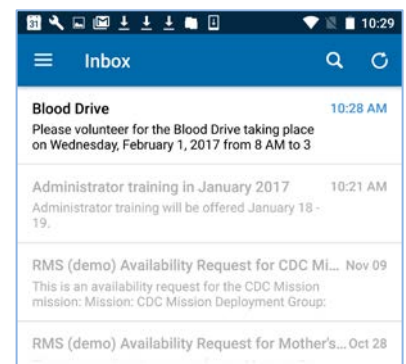 31 10:29
Inbox
Blood Drive 10:28 AM
Please volunteer for the Blood Drive taking place
on Wednesday, February 1, 2017 from 8 AM to 3
Administrator training in January 2017 10:21 AM
Administrator training will be offered January 18 -
19.
RMS (demo) Availability Request for CDC Mi... Nov 09
This is an availability request for the CDC Mission
mission: Mission: CDC Mission Deployment Group:
RMS (demo) Availability Request for Mother's... Oct 28